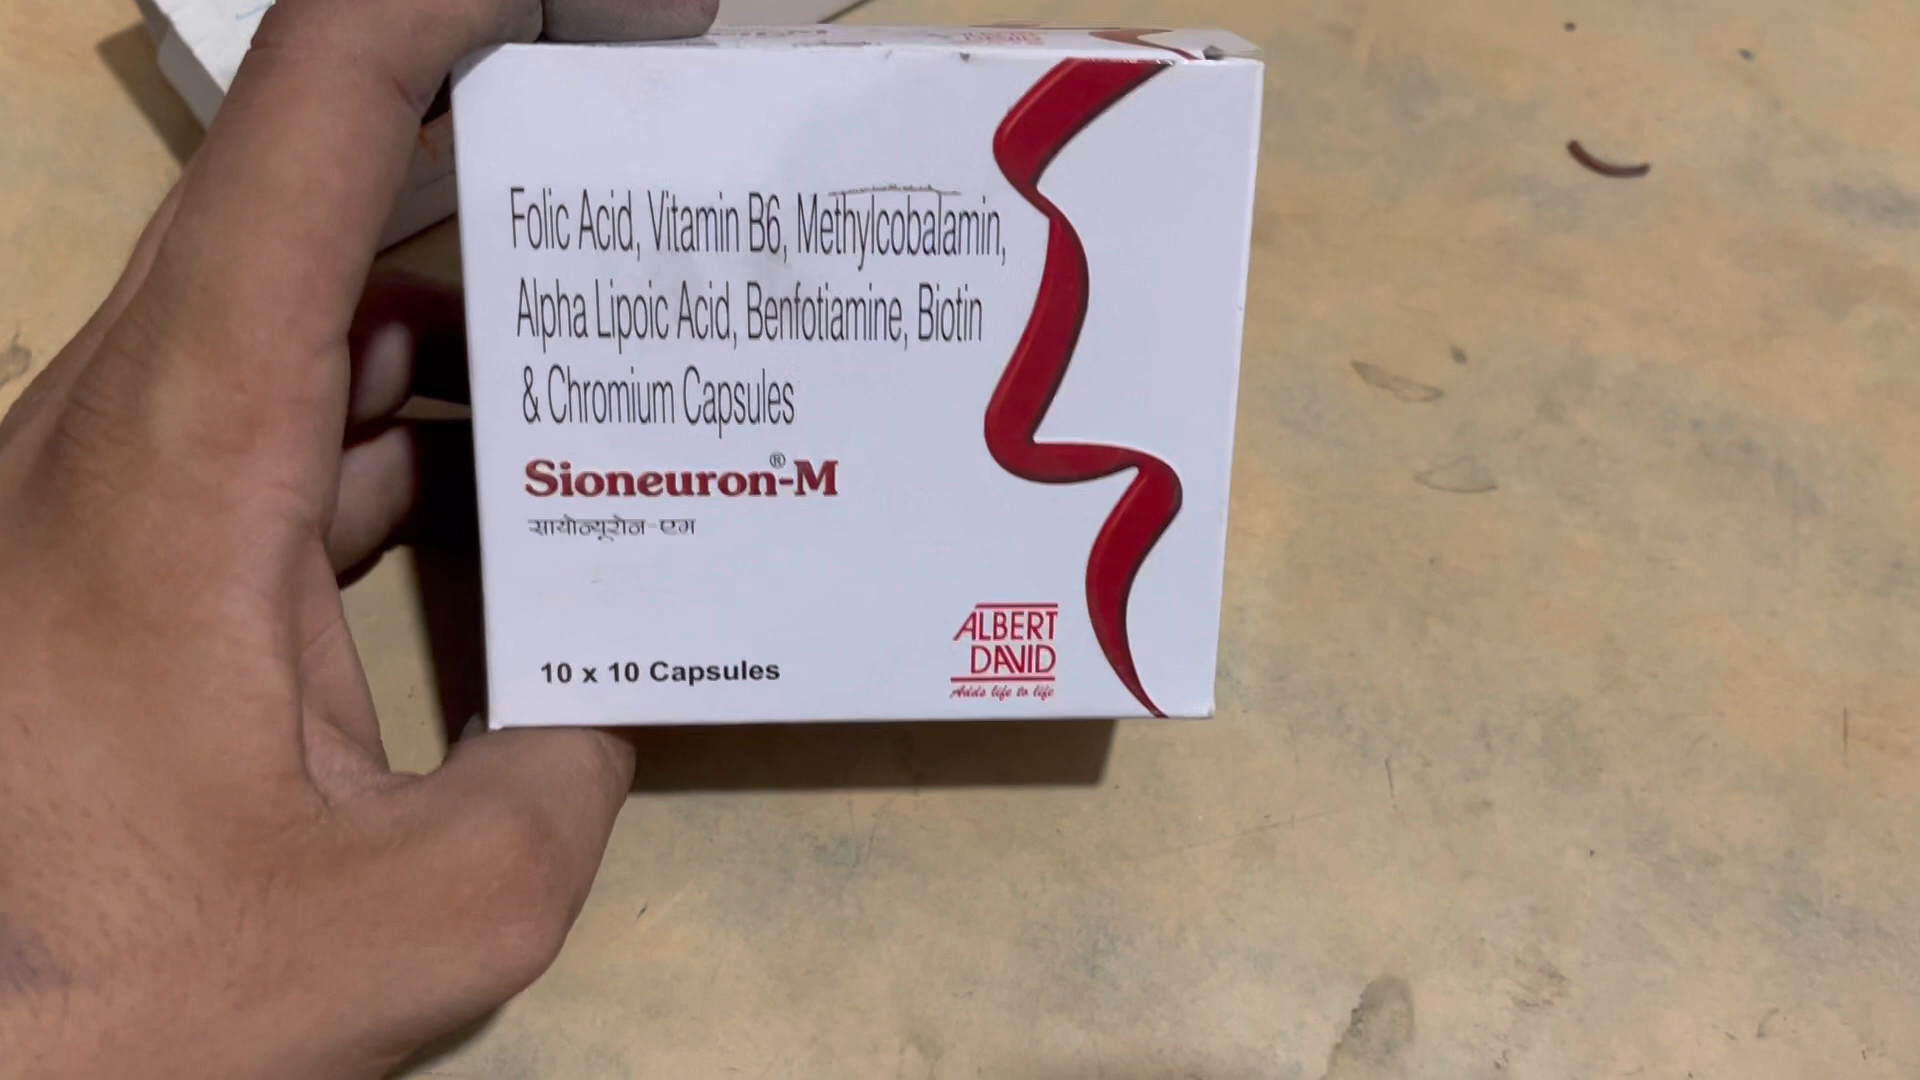 Folic Acid, Vitamin B6, Methylcobalamin,
Alpha Lipoic Acid, Benfotiamine, Biotin
& Chromium Capsules
Sioneuron®-M
सायोन्यूरोन-एम
10 x 10 Capsules
ALBERT
DAVID
Adds life to life